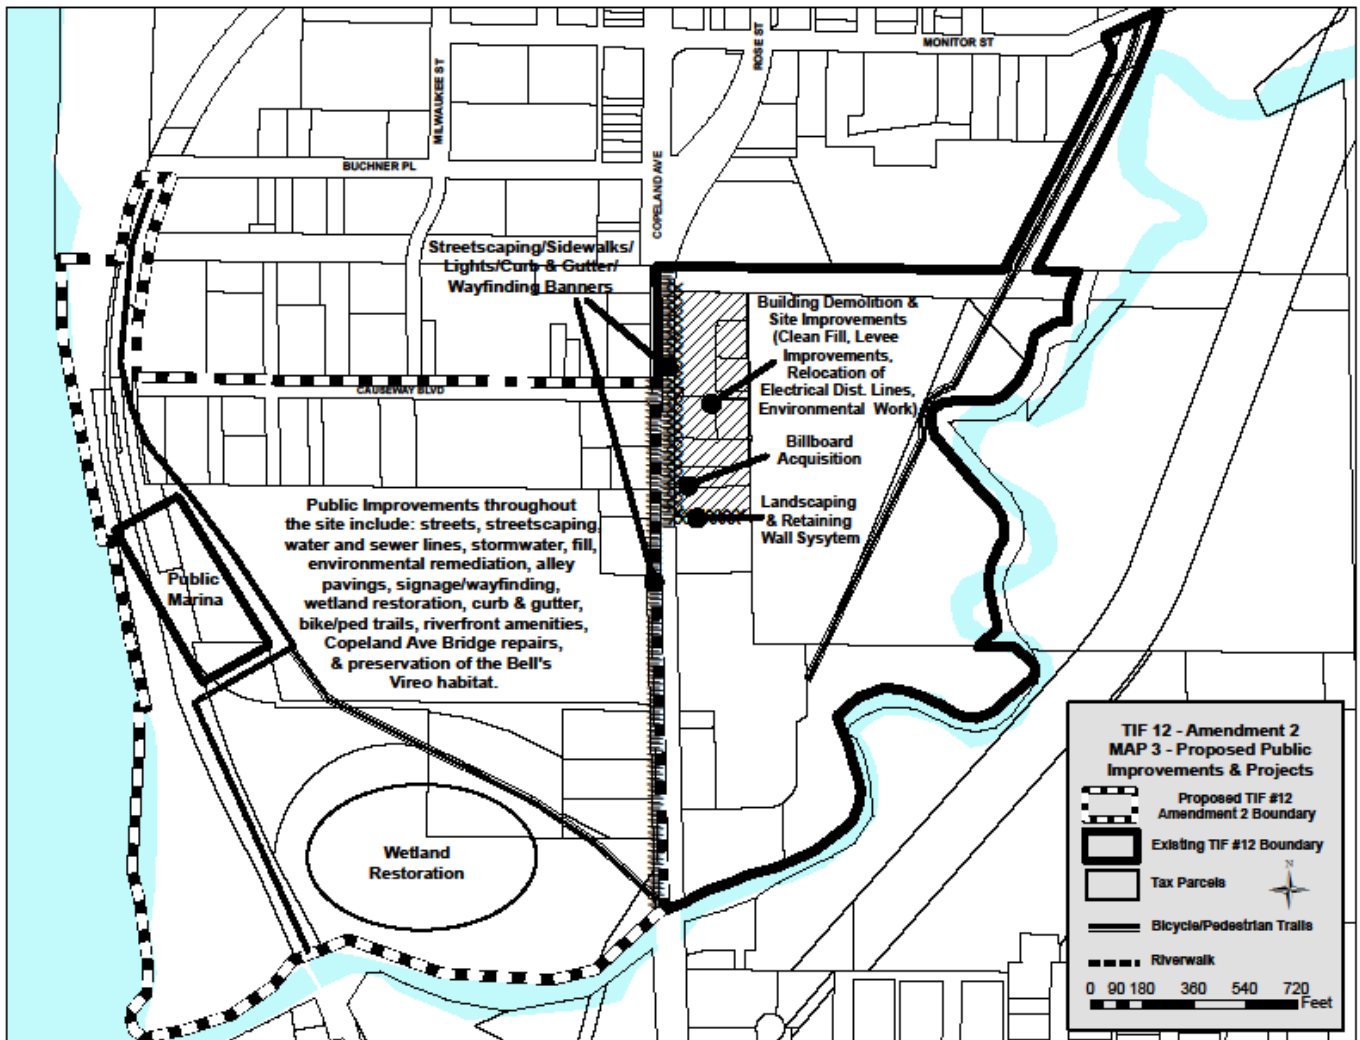 MONITOR ST
ROSE ST
MILWAUKEE ST
BUCHNER PL
COPELAND AVE
Streetscaping/Sidewalks/
Lights/Curb & Gutter/
Wayfinding Banners
Building Demolition &
Site Improvements
(Clean Fill, Levee
Improvements,
Relocation of
Electrical Dist. Lines,
Environmental Work)
CAUSEWAY BLVD
Billboard
Acquisition
Landscaping
& Retaining
Wall Sysytem
Public Improvements throughout
the site include: streets, streetscaping,
water and sewer lines, stormwater, fill,
environmental remediation, alley
pavings, signage/wayfinding,
wetland restoration, curb & gutter,
bike/ped trails, riverfront amenities,
Copeland Ave Bridge repairs,
& preservation of the Bell's
Vireo habitat.
Public
Marina
Wetland
Restoration
TIF 12 - Amendment 2
MAP 3 - Proposed Public
Improvements & Projects
Proposed TIF #12
Amendment 2 Boundary
Existing TIF #12 Boundary
N
Tax Parcels
Bicycle/Pedestrian Trails
Riverwalk
0 90 180 360 540 720
Feet